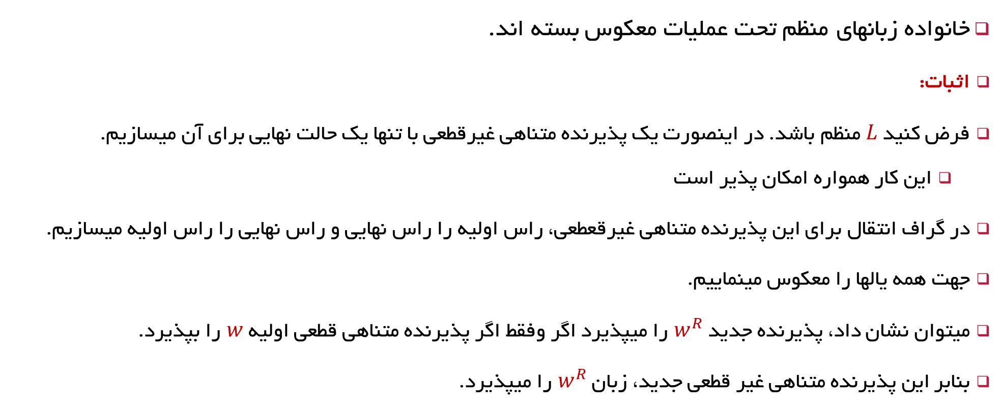 خانواده زبانهای منظم تحت عملیات معکوس بسته اند.
اثبات:
فرض کنید L منظم باشد. در اینصورت یک پذیرنده متناهی غیرقطعی با تنها یک حالت نهایی برای آن میسازیم.
این کار همواره امکان پذیر است
در گراف انتقال برای این پذیرنده متناهی غیرقعطعی، راس اولیه را راس نهایی و راس نهایی را راس اولیه میسازیم.
جهت همه یالها را معکوس مینماییم.
میتوان نشان داد، پذیرنده جدید w^R را میپذیرد اگر وفقط اگر پذیرنده متناهی قطعی اولیه w را بپذیرد.
بنابر این پذیرنده متناهی غیر قطعی جدید، زبان w^R را میپذیرد.